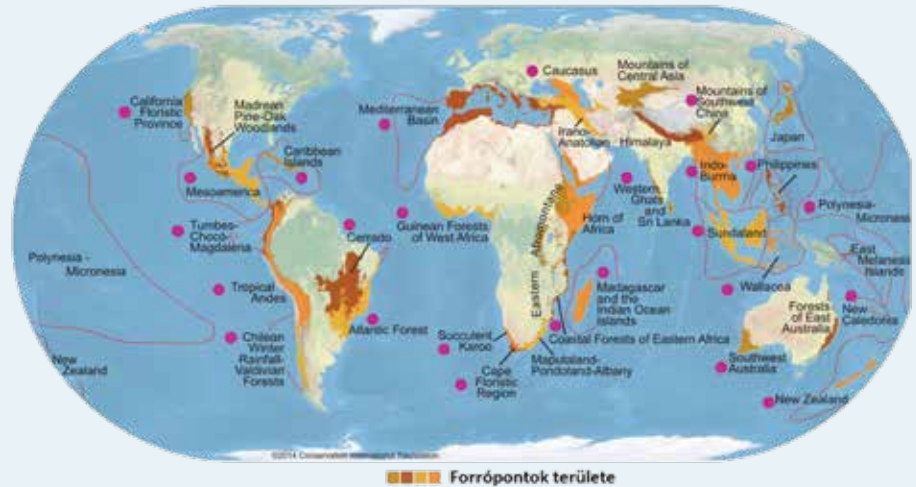 California
Floristic
Province
Madrean
Pine-Oak
Woodlands
Caribbean
Islands
Mesoamerica
Tumbes-
Chocó-
Magdalena
Polynesia -
Micronesia
Tropical
Andes
Chilean
Winter
Rainfall-
Valdivian
Forests
New
Zealand
Cerrado
Atlantic Forest
Mediterranean
Basin
Caucasus
Irano-
Anatolian
Mountains of
Central Asia
Mountains of
Southwest
China
Himalaya
Japan
Indo-
Burma
Philippines
Western
Ghats
and
Sri Lanka
Guinean Forests
of West Africa
Eastern Afromontane
Horn of
Africa
Sundaland
Polynesia-
Micronesia
East
Melanesian
Islands
Wallacea
Madagascar
and the
Indian Ocean
Islands
Succulent
Karoo
Cape
Floristic
Region
Coastal Forests of Eastern Africa
Maputaland-
Pondoland-Albany
Forests
of East
Australia
New
Caledonia
Southwest
Australia
New Zealand
©2014 Conservation International Foundation
Forrópontok területe